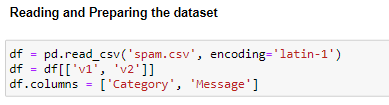 Reading and Preparing the dataset
df = pd.read_csv('spam.csv', encoding='latin-1')
df = df[['v1', 'v2']]
df.columns = ['Category', 'Message']